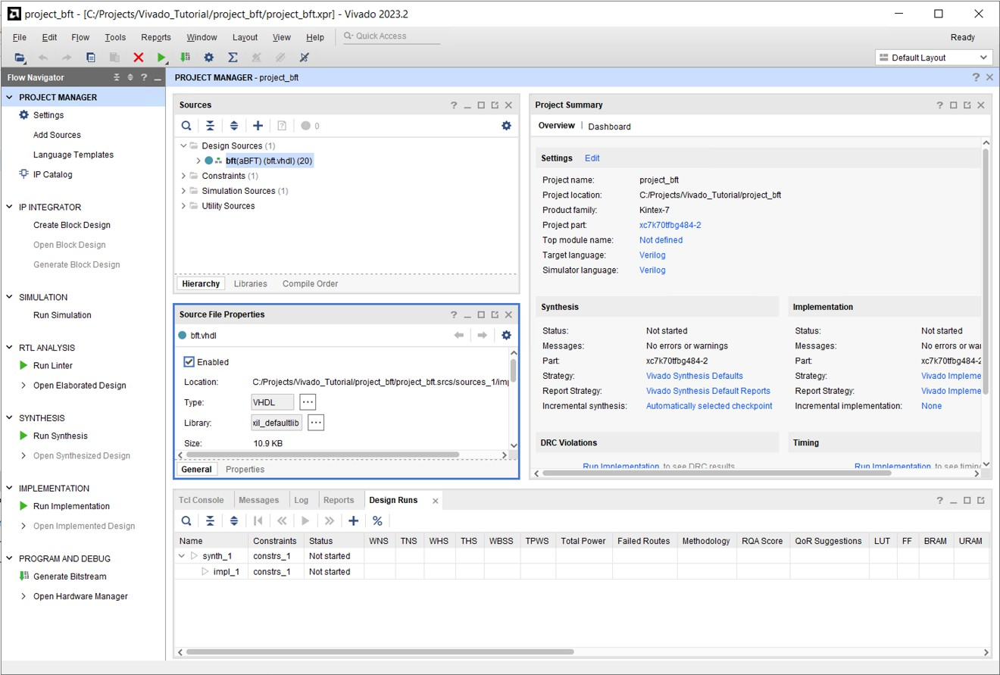 project_bft - [C:/Projects/Vivado_Tutorial/project_bft/project_bft.xpr] - Vivado 2023.2
File Edit Flow Tools Reports Window Layout View Help Quick Access Ready
Default Layout
Flow Navigator
PROJECT MANAGER
Settings
Add Sources
Language Templates
IP Catalog
IP INTEGRATOR
Create Block Design
Open Block Design
Generate Block Design
SIMULATION
Run Simulation
RTL ANALYSIS
Run Linter
Open Elaborated Design
SYNTHESIS
Run Synthesis
Open Synthesized Design
IMPLEMENTATION
Run Implementation
Open Implemented Design
PROGRAM AND DEBUG
Generate Bitstream
Open Hardware Manager
PROJECT MANAGER - project_bft
Sources
0
Design Sources (1)
bft(aBFT) (bft.vhdl) (20)
Constraints (1)
Simulation Sources (1)
Utility Sources
Hierarchy Libraries Compile Order
Source File Properties
bft.vhdl
Enabled
Location: C:/Projects/Vivado_Tutorial/project_bft/project_bft.srcs/sources_1/imp
Type: VHDL
Library: xil_defaultlib
Size: 10.9 KB
General Properties
Project Summary
Overview | Dashboard
Settings Edit
Project name: project_bft
Project location: C:/Projects/Vivado_Tutorial/project_bft
Product family: Kintex-7
Project part: xc7k70tfbg484-2
Top module name: Not defined
Target language: Verilog
Simulator language: Verilog
Synthesis
Status: Not started
Messages: No errors or warnings
Part: xc7k70tfbg484-2
Strategy: Vivado Synthesis Defaults
Report Strategy: Vivado Synthesis Default Reports
Incremental synthesis: Automatically selected checkpoint
Implementation
Status: Not started
Messages: No errors or war
Part: xc7k70tfbg484-2
Strategy: Vivado Impleme
Report Strategy: Vivado Impleme
Incremental implementation: None
DRC Violations
Run Implementation to see DRC results
Timing
Run Implementation to see timing
Tcl Console Messages Log Reports Design Runs
Name Constraints Status WNS TNS WHS THS WBSS TPWS Total Power Failed Routes Methodology RQA Score QoR Suggestions LUT FF BRAM URAM
synth_1 constrs_1 Not started
impl_1 constrs_1 Not started